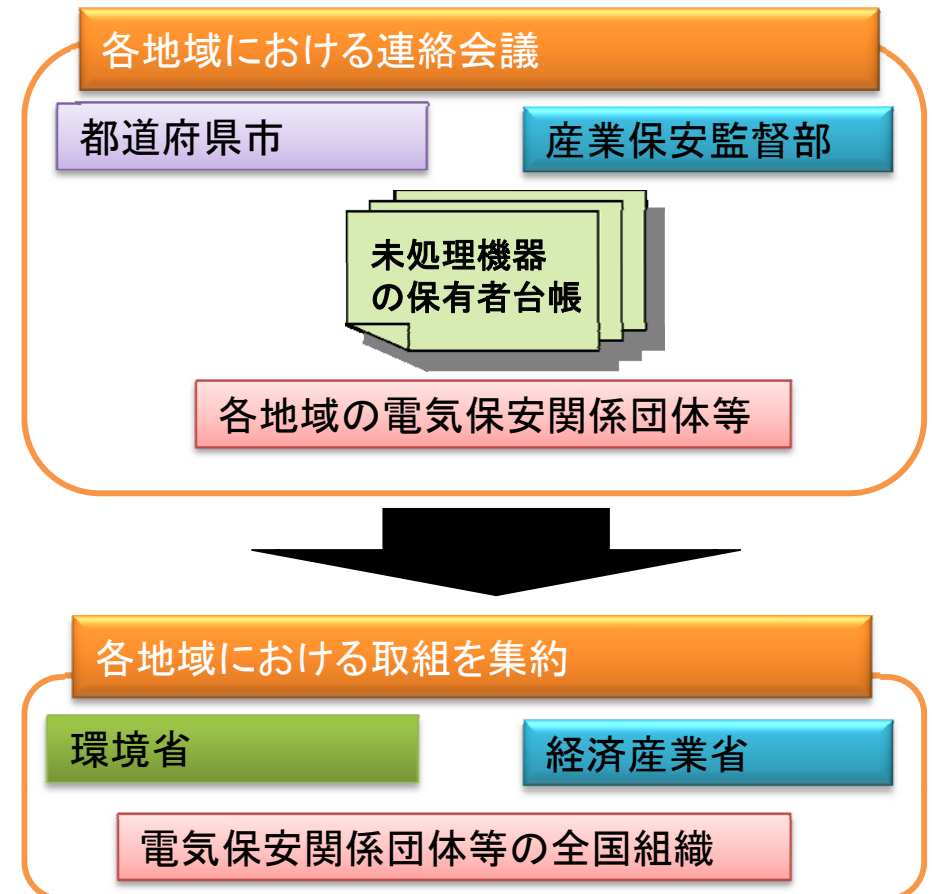 各地域における連絡会議
都道府県市
産業保安監督部
未処理機器
の保有者台帳
各地域の電気保安関係団体等
各地域における取組を集約
環境省
経済産業省
電気保安関係団体等の全国組織